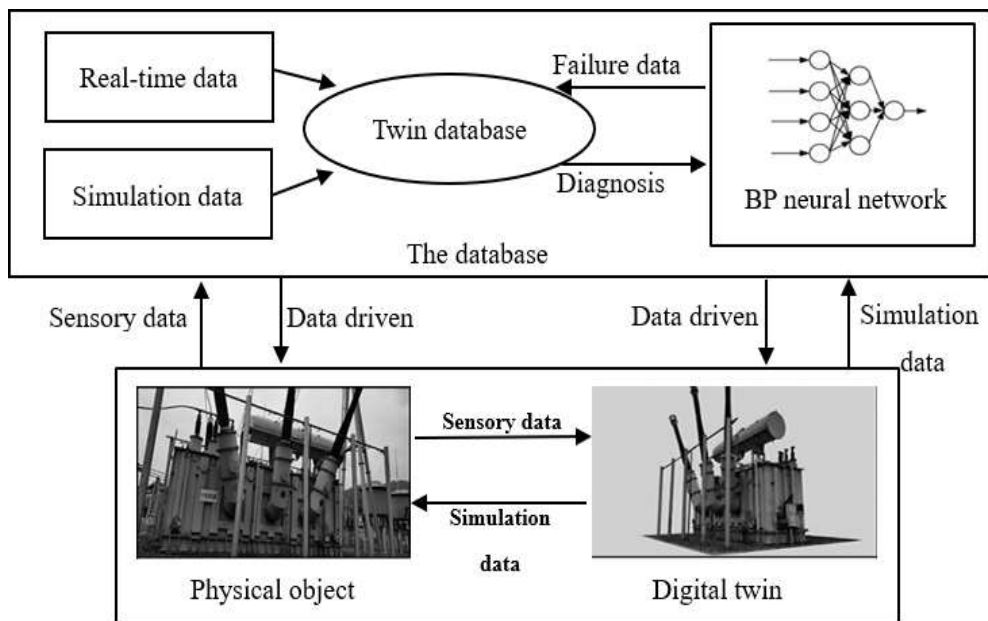 Real-time data
Failure data
Twin database
Simulation data
Diagnosis
BP neural network
The database
Sensory data
Data driven
Data driven
Simulation
data
Sensory data
Simulation
data
Physical object
Digital twin